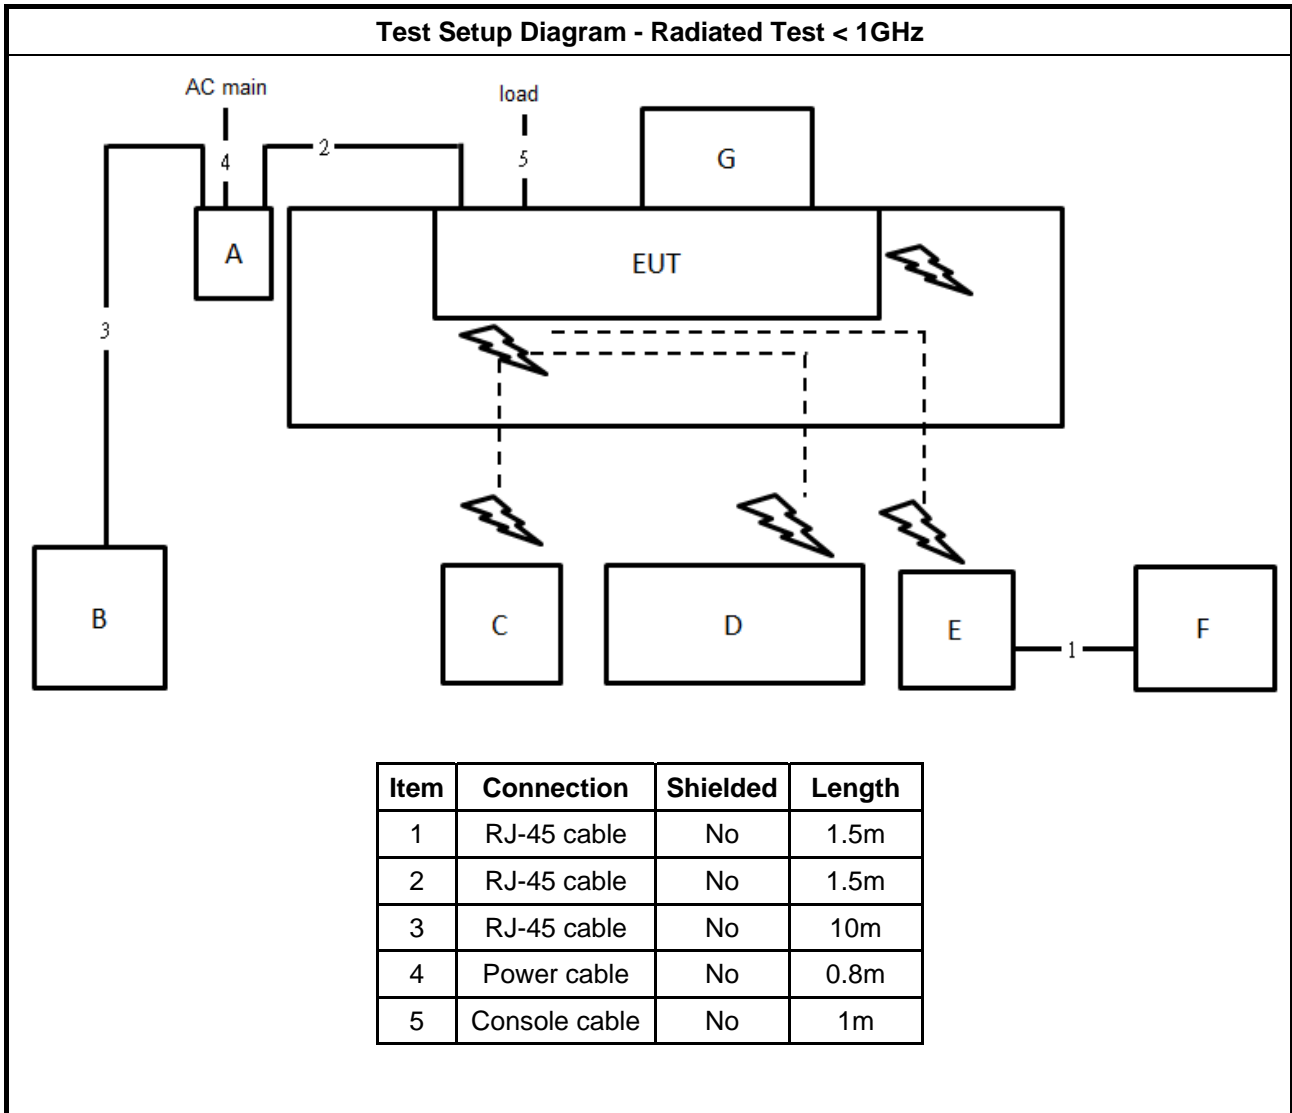 Test Setup Diagram - Radiated Test < 1GHz
AC main
load
4
2
5
G
A
EUT
3
B
C
D
E
1
F
Item Connection Shielded Length
1 RJ-45 cable No 1.5m
2 RJ-45 cable No 1.5m
3 RJ-45 cable No 10m
4 Power cable No 0.8m
5 Console cable No 1m